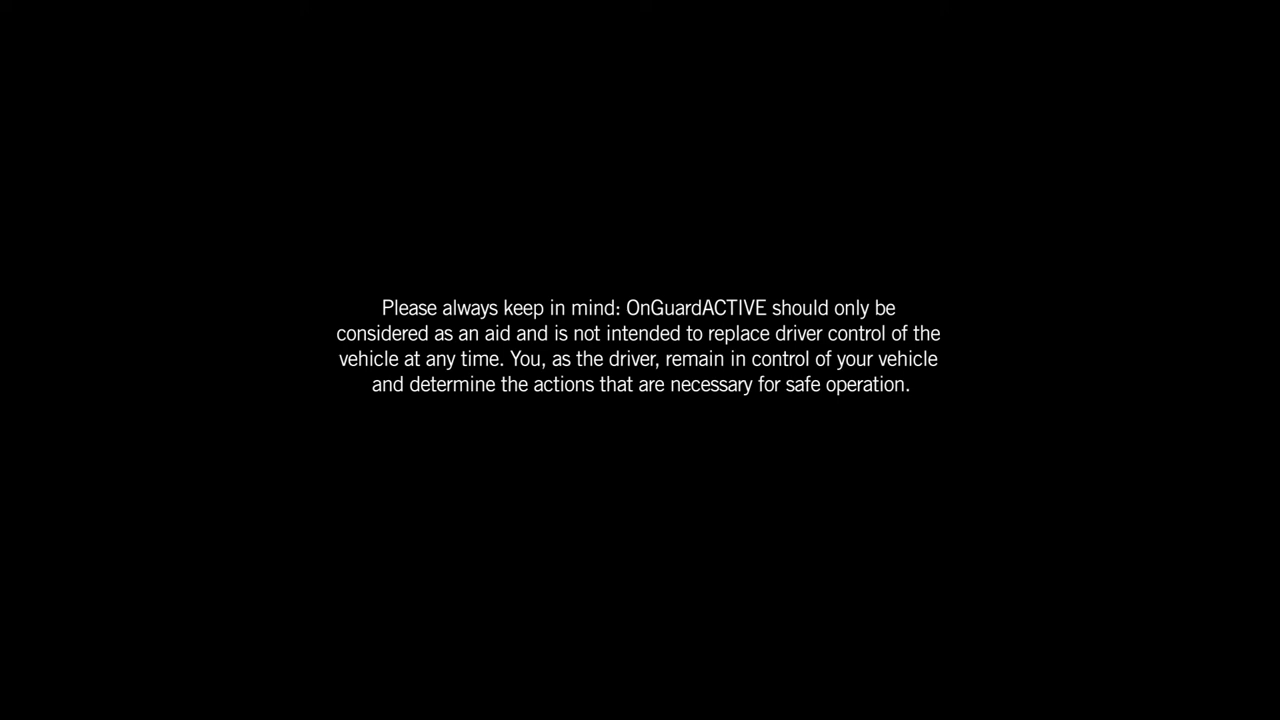 Please always keep in mind: OnGuardACTIVE should only be
considered as an aid and is not intended to replace driver control of the
vehicle at any time. You, as the driver, remain in control of your vehicle
and determine the actions that are necessary for safe operation.